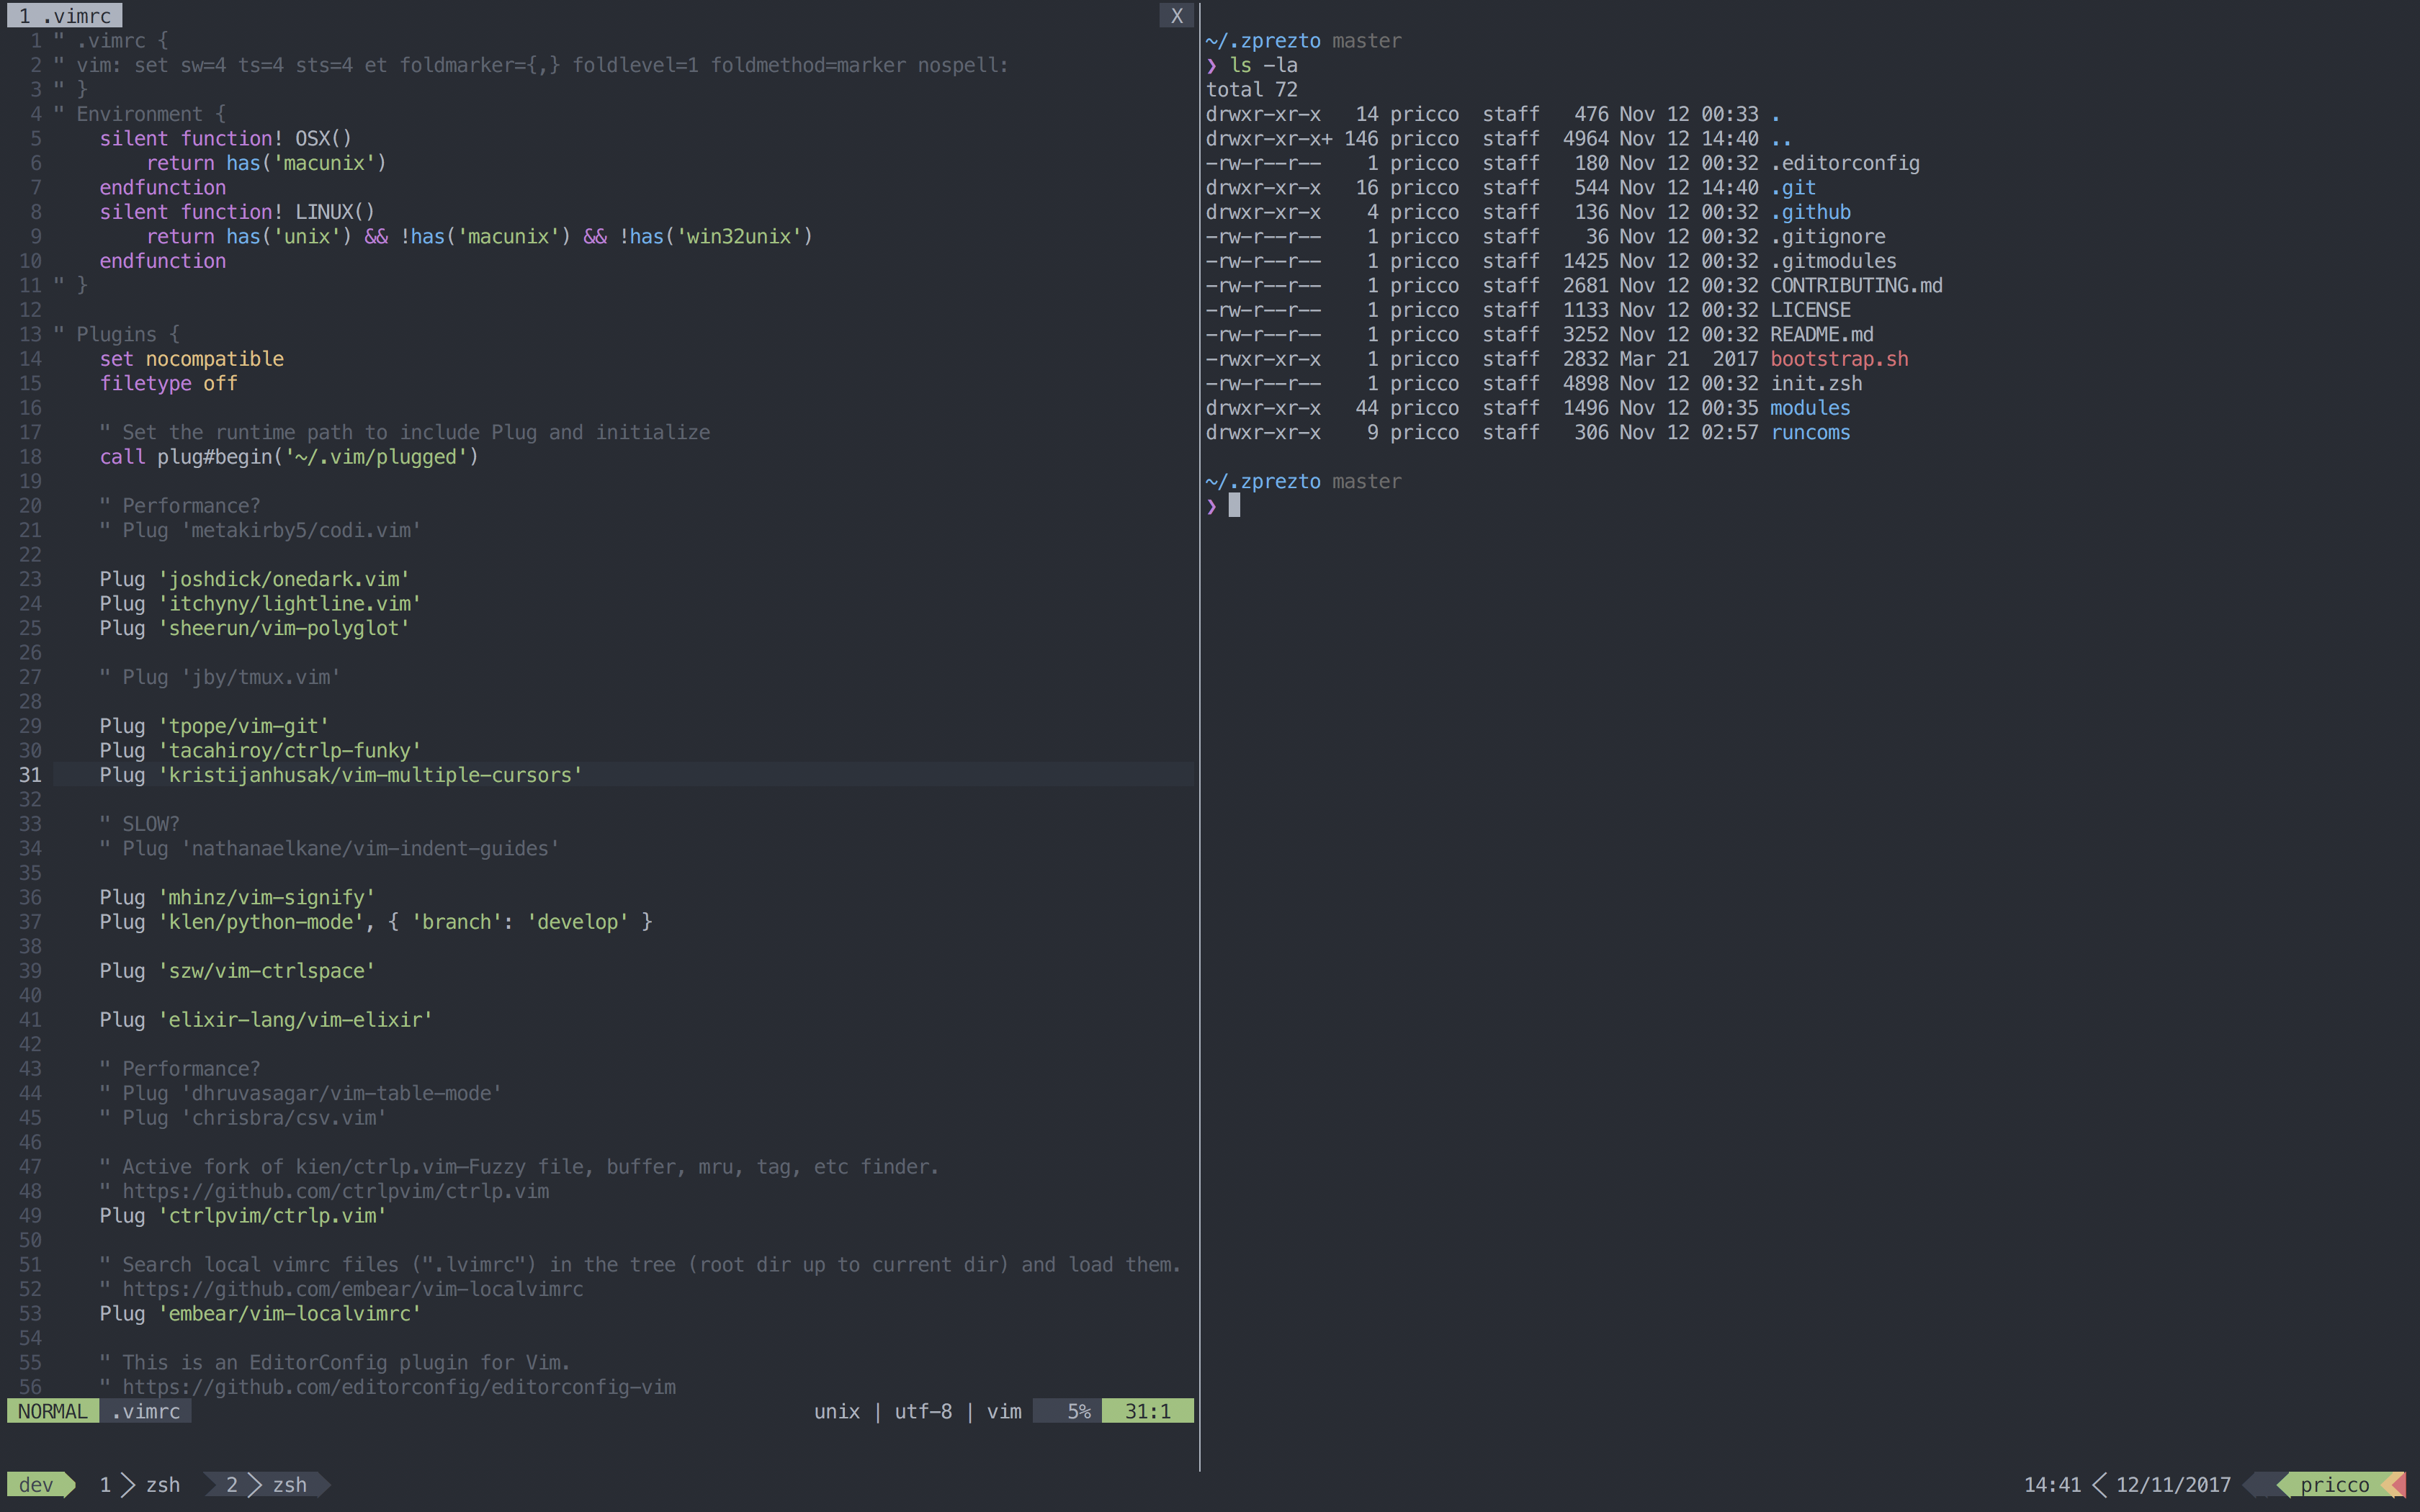 1 .vimrc X
1 " .vimrc {
2 " vim: set sw=4 ts=4 sts=4 et foldmarker={,} foldlevel=1 foldmethod=marker nospell:
3 " }
4 " Environment {
5     silent function! OSX()
6         return has('macunix')
7     endfunction
8     silent function! LINUX()
9         return has('unix') && !has('macunix') && !has('win32unix')
10     endfunction
11 " }
12
13 " Plugins {
14     set nocompatible
15     filetype off
16
17     " Set the runtime path to include Plug and initialize
18     call plug#begin('~/.vim/plugged')
19
20     " Performance?
21     " Plug 'metakirby5/codi.vim'
22
23     Plug 'joshdick/onedark.vim'
24     Plug 'itchyny/lightline.vim'
25     Plug 'sheerun/vim-polyglot'
26
27     " Plug 'jby/tmux.vim'
28
29     Plug 'tpope/vim-git'
30     Plug 'tacahiroy/ctrlp-funky'
31     Plug 'kristijanhusak/vim-multiple-cursors'
32
33     " SLOW?
34     " Plug 'nathanaelkane/vim-indent-guides'
35
36     Plug 'mhinz/vim-signify'
37     Plug 'klen/python-mode', { 'branch': 'develop' }
38
39     Plug 'szw/vim-ctrlspace'
40
41     Plug 'elixir-lang/vim-elixir'
42
43     " Performance?
44     " Plug 'dhruvasagar/vim-table-mode'
45     " Plug 'chrisbra/csv.vim'
46
47     " Active fork of kien/ctrlp.vim—Fuzzy file, buffer, mru, tag, etc finder.
48     " https://github.com/ctrlpvim/ctrlp.vim
49     Plug 'ctrlpvim/ctrlp.vim'
50
51     " Search local vimrc files (".lvimrc") in the tree (root dir up to current dir) and load them.
52     " https://github.com/embear/vim-localvimrc
53     Plug 'embear/vim-localvimrc'
54
55     " This is an EditorConfig plugin for Vim.
56     " https://github.com/editorconfig/editorconfig-vim
NORMAL .vimrc unix | utf-8 | vim 5% 31:1
~/.zprezto master
❯ ls -la
total 72
drwxr-xr-x   14 pricco  staff   476 Nov 12 00:33 .
drwxr-xr-x+ 146 pricco  staff  4964 Nov 12 14:40 ..
-rw-r--r--    1 pricco  staff   180 Nov 12 00:32 .editorconfig
drwxr-xr-x   16 pricco  staff   544 Nov 12 14:40 .git
drwxr-xr-x    4 pricco  staff   136 Nov 12 00:32 .github
-rw-r--r--    1 pricco  staff    36 Nov 12 00:32 .gitignore
-rw-r--r--    1 pricco  staff  1425 Nov 12 00:32 .gitmodules
-rw-r--r--    1 pricco  staff  2681 Nov 12 00:32 CONTRIBUTING.md
-rw-r--r--    1 pricco  staff  1133 Nov 12 00:32 LICENSE
-rw-r--r--    1 pricco  staff  3252 Nov 12 00:32 README.md
-rwxr-xr-x    1 pricco  staff  2832 Mar 21  2017 bootstrap.sh
-rw-r--r--    1 pricco  staff  4898 Nov 12 00:32 init.zsh
drwxr-xr-x   44 pricco  staff  1496 Nov 12 00:35 modules
drwxr-xr-x    9 pricco  staff   306 Nov 12 02:57 runcoms
~/.zprezto master
❯
dev 1 zsh 2 zsh 14:41 12/11/2017 pricco